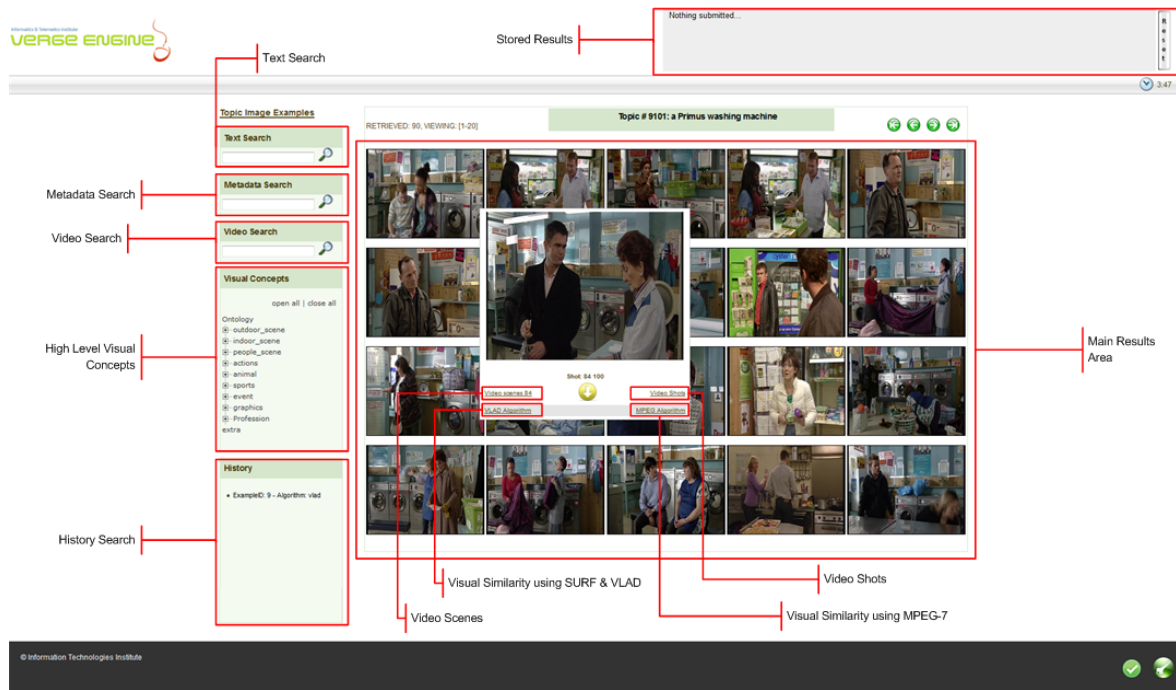 Nothing submitted...
Reset
Informatics & Telematics Institute
VERGE ENGINE
Stored Results
Text Search
3:47
Topic Image Examples
Text Search
RETRIEVED: 90, VIEWING: [1-20]
Topic # 9101: a Primus washing machine
Metadata Search
Metadata Search
Video Search
Video Search
Visual Concepts
open all | close all
Ontology
outdoor_scene
indoor_scene
people_scene
actions
animal
sports
event
graphics
Profession
extra
High Level Visual
Concepts
Main Results
Area
Shot: 84 100
Video scenes 84
Video Shots
VLAD Algorithm
MPEG Algorithm
History
ExampleID: 9 - Algorithm: vlad
History Search
Visual Similarity using SURF & VLAD
Video Shots
Video Scenes
Visual Similarity using MPEG-7
© Information Technologies Institute